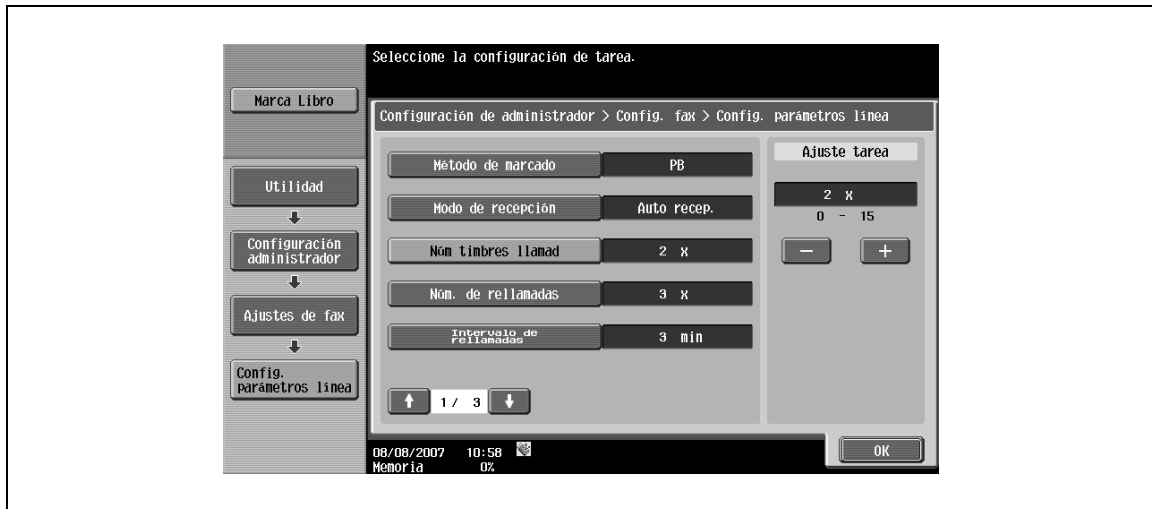 Seleccione la configuración de tarea.
Marca Libro
Configuración de administrador > Config. fax > Config. parámetros línea
Utilidad
Configuración
administrador
Ajustes de fax
Config.
parámetros línea
Método de marcado
PB
Modo de recepción
Auto recep.
Núm timbres llamad
2 X
Núm. de rellamadas
3 X
Intervalo de
rellamadas
3 min
1/ 3
Ajuste tarea
2 X
0 - 15
− +
08/08/2007 10:58
Memoria 0%
OK